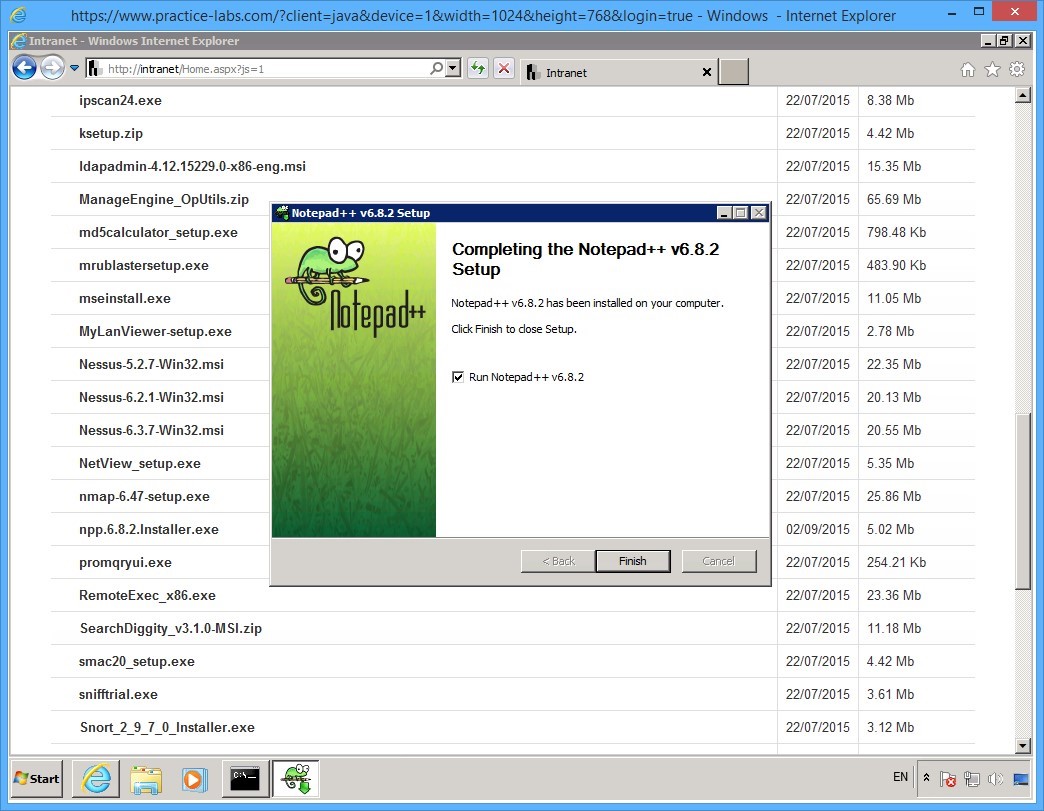 https://www.practice-labs.com/?client=java&device=1&width=1024&height=768&login=true - Windows - Internet Explorer
Intranet - Windows Internet Explorer
http://intranet/Home.aspx?js=1
Intranet
ipscan24.exe 22/07/2015 8.38 Mb
ksetup.zip 22/07/2015 4.42 Mb
ldapadmin-4.12.15229.0-x86-eng.msi 22/07/2015 15.35 Mb
ManageEngine_OpUtils.zip 22/07/2015 65.69 Mb
md5calculator_setup.exe 22/07/2015 798.48 Kb
mrublastersetup.exe 22/07/2015 483.90 Kb
mseinstall.exe 22/07/2015 11.05 Mb
MyLanViewer-setup.exe 22/07/2015 2.78 Mb
Nessus-5.2.7-Win32.msi 22/07/2015 22.35 Mb
Nessus-6.2.1-Win32.msi 22/07/2015 20.13 Mb
Nessus-6.3.7-Win32.msi 22/07/2015 20.55 Mb
NetView_setup.exe 22/07/2015 5.35 Mb
nmap-6.47-setup.exe 22/07/2015 25.86 Mb
npp.6.8.2.Installer.exe 02/09/2015 5.02 Mb
promqryui.exe 22/07/2015 254.21 Kb
RemoteExec_x86.exe 22/07/2015 23.36 Mb
SearchDiggity_v3.1.0-MSI.zip 22/07/2015 11.18 Mb
smac20_setup.exe 22/07/2015 4.42 Mb
snifftrial.exe 22/07/2015 3.61 Mb
Snort_2_9_7_0_Installer.exe 22/07/2015 3.12 Mb
Notepad++ v6.8.2 Setup
Notepad++
Completing the Notepad++ v6.8.2
Setup
Notepad++ v6.8.2 has been installed on your computer.
Click Finish to close Setup.
Run Notepad++ v6.8.2
< Back Finish Cancel
Start
C:\
EN